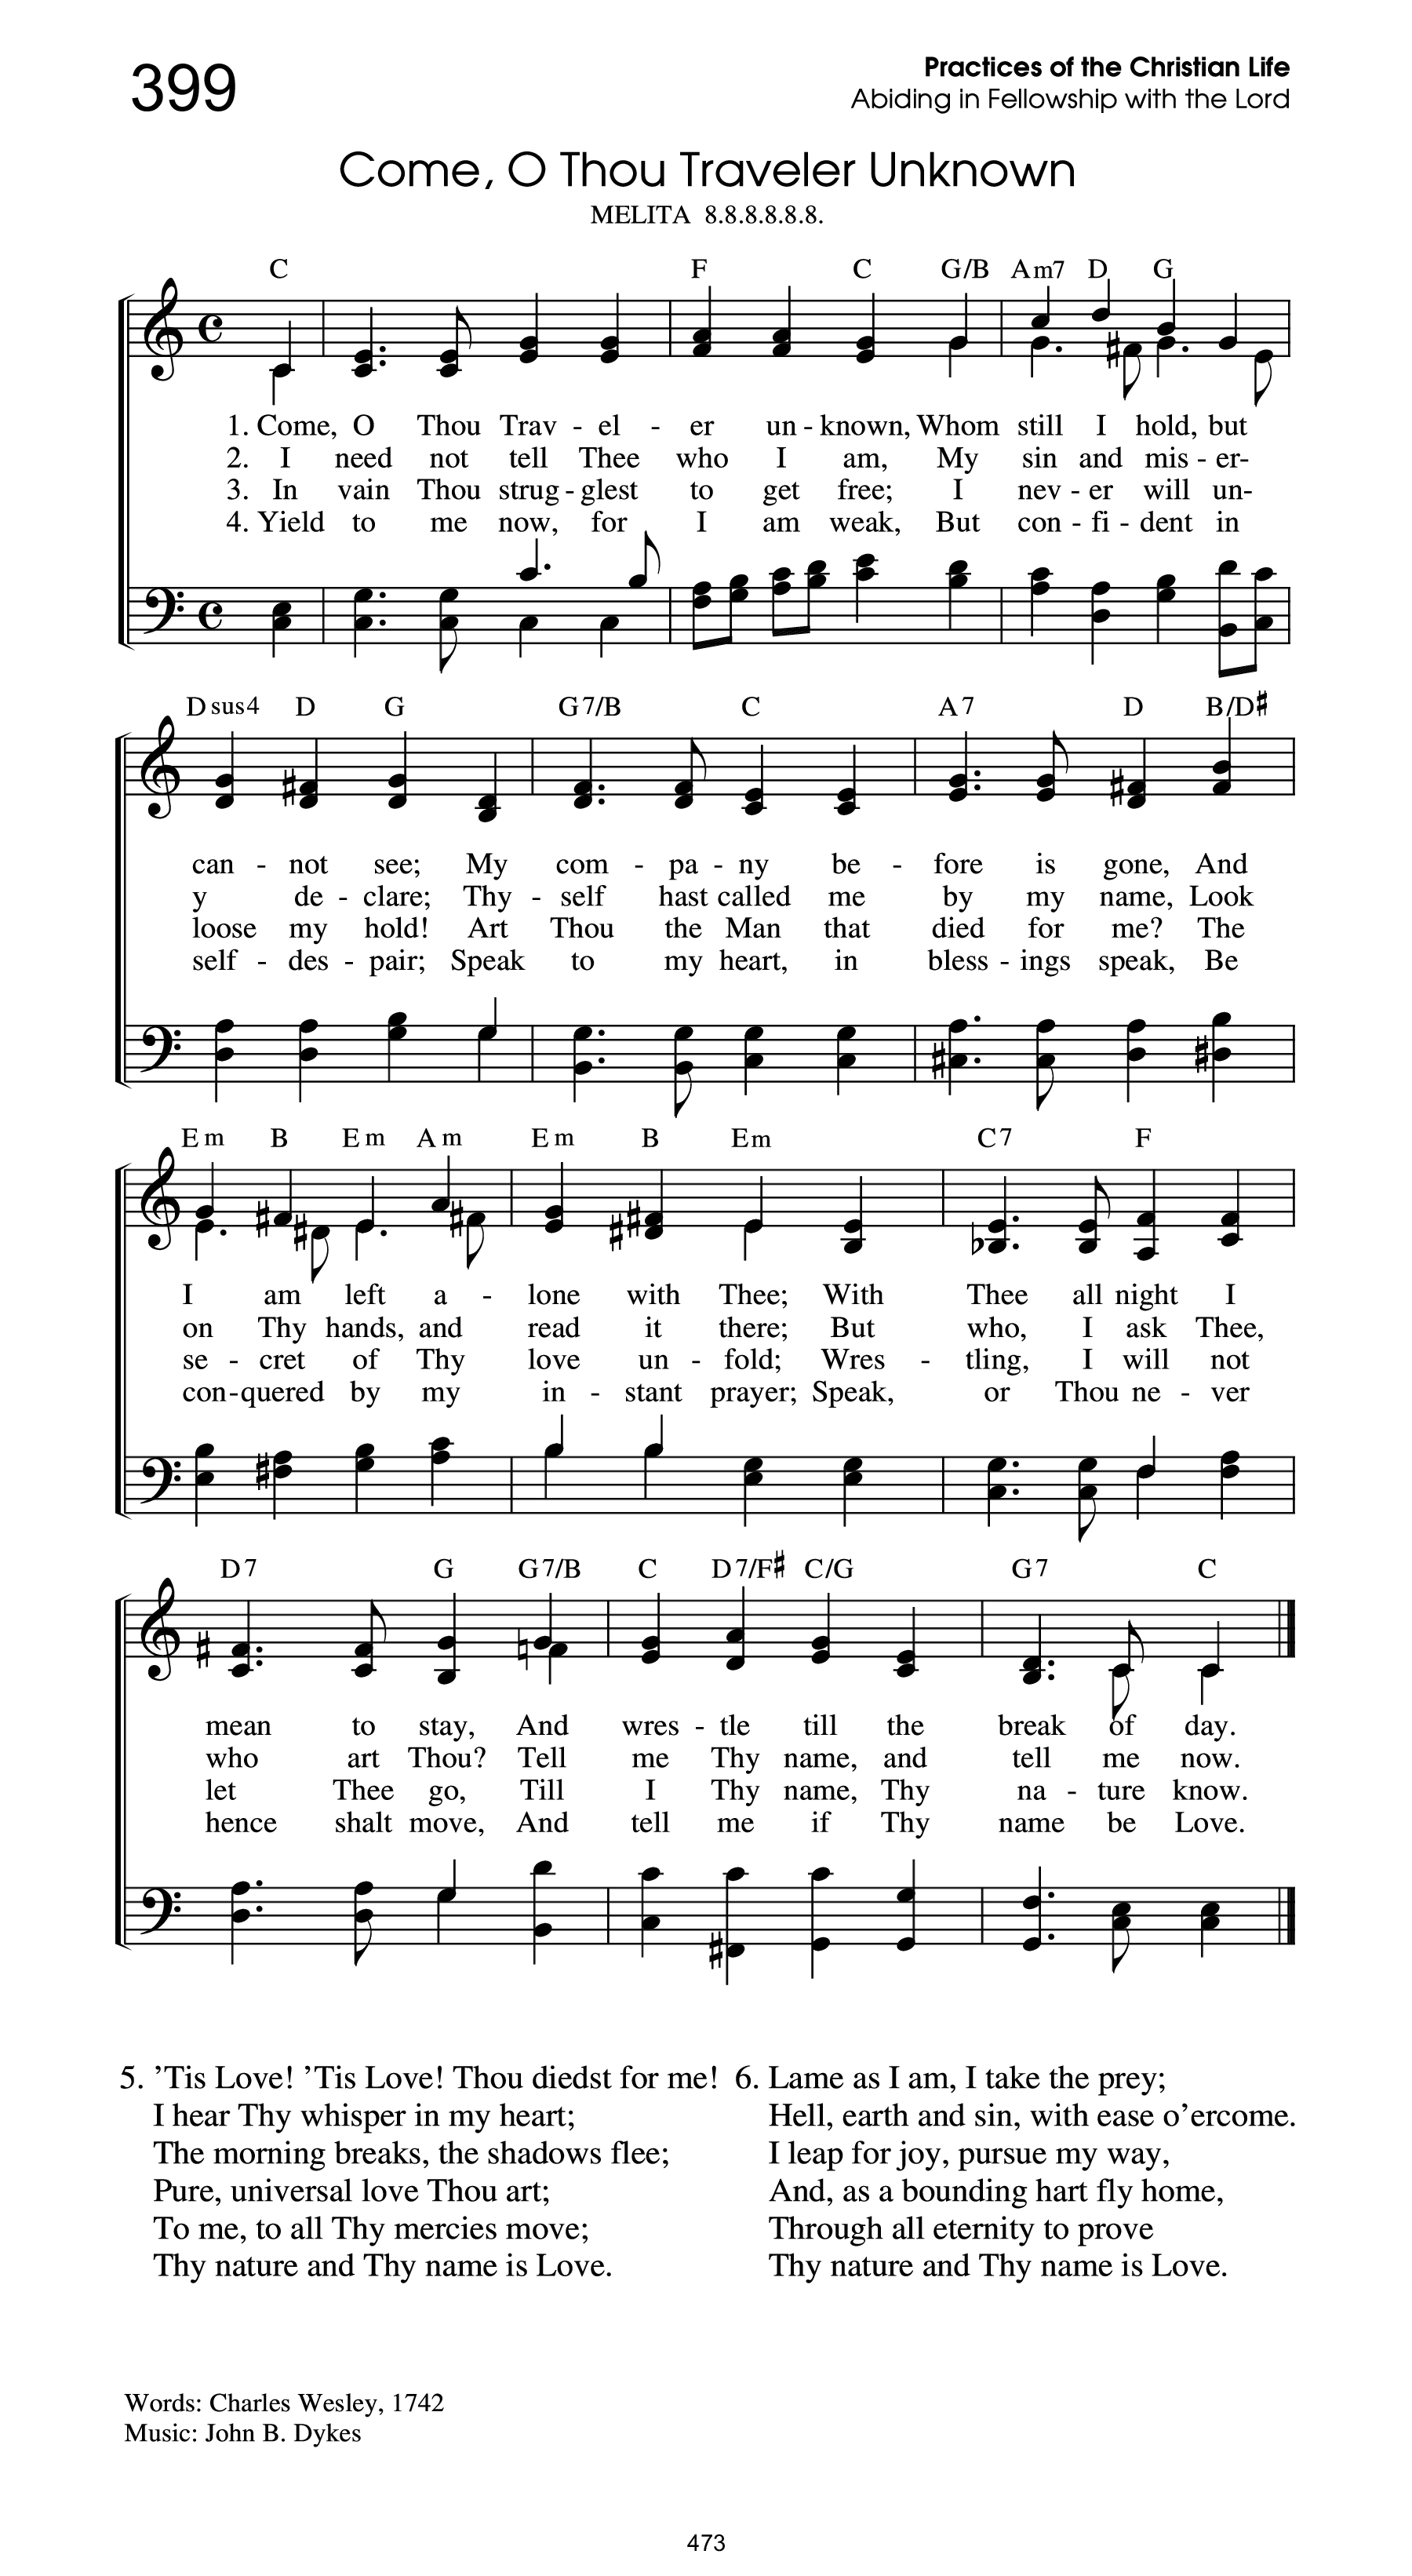 399
Practices of the Christian Life
Abiding in Fellowship with the Lord
Come, O Thou Traveler Unknown
MELITA 8.8.8.8.8.8.
C F C G/B Am7 D G
1. Come, O Thou Trav - el - er un - known, Whom still I hold, but
2. I need not tell Thee who I am, My sin and mis - er-
3. In vain Thou strug - glest to get free; I nev - er will un-
4. Yield to me now, for I am weak, But con - fi - dent in
Dsus4 D G G7/B C A7 D B/D♯
can - not see; My com - pa - ny be - fore is gone, And
y de - clare; Thy - self hast called me by my name, Look
loose my hold! Art Thou the Man that died for me? The
self - des - pair; Speak to my heart, in bless - ings speak, Be
Em B Em Am Em B Em C7 F
I am left a - lone with Thee; With Thee all night I
on Thy hands, and read it there; But who, I ask Thee,
se - cret of Thy love un - fold; Wres - tling, I will not
con - quered by my in - stant prayer; Speak, or Thou ne - ver
D7 G G7/B C D7/F♯ C/G G7 C
mean to stay, And wres - tle till the break of day.
who art Thou? Tell me Thy name, and tell me now.
let Thee go, Till I Thy name, Thy na - ture know.
hence shalt move, And tell me if Thy name be Love.
5. ’Tis Love! ’Tis Love! Thou diedst for me!
I hear Thy whisper in my heart;
The morning breaks, the shadows flee;
Pure, universal love Thou art;
To me, to all Thy mercies move;
Thy nature and Thy name is Love.
6. Lame as I am, I take the prey;
Hell, earth and sin, with ease o’ercome.
I leap for joy, pursue my way,
And, as a bounding hart fly home,
Through all eternity to prove
Thy nature and Thy name is Love.
Words: Charles Wesley, 1742
Music: John B. Dykes
473